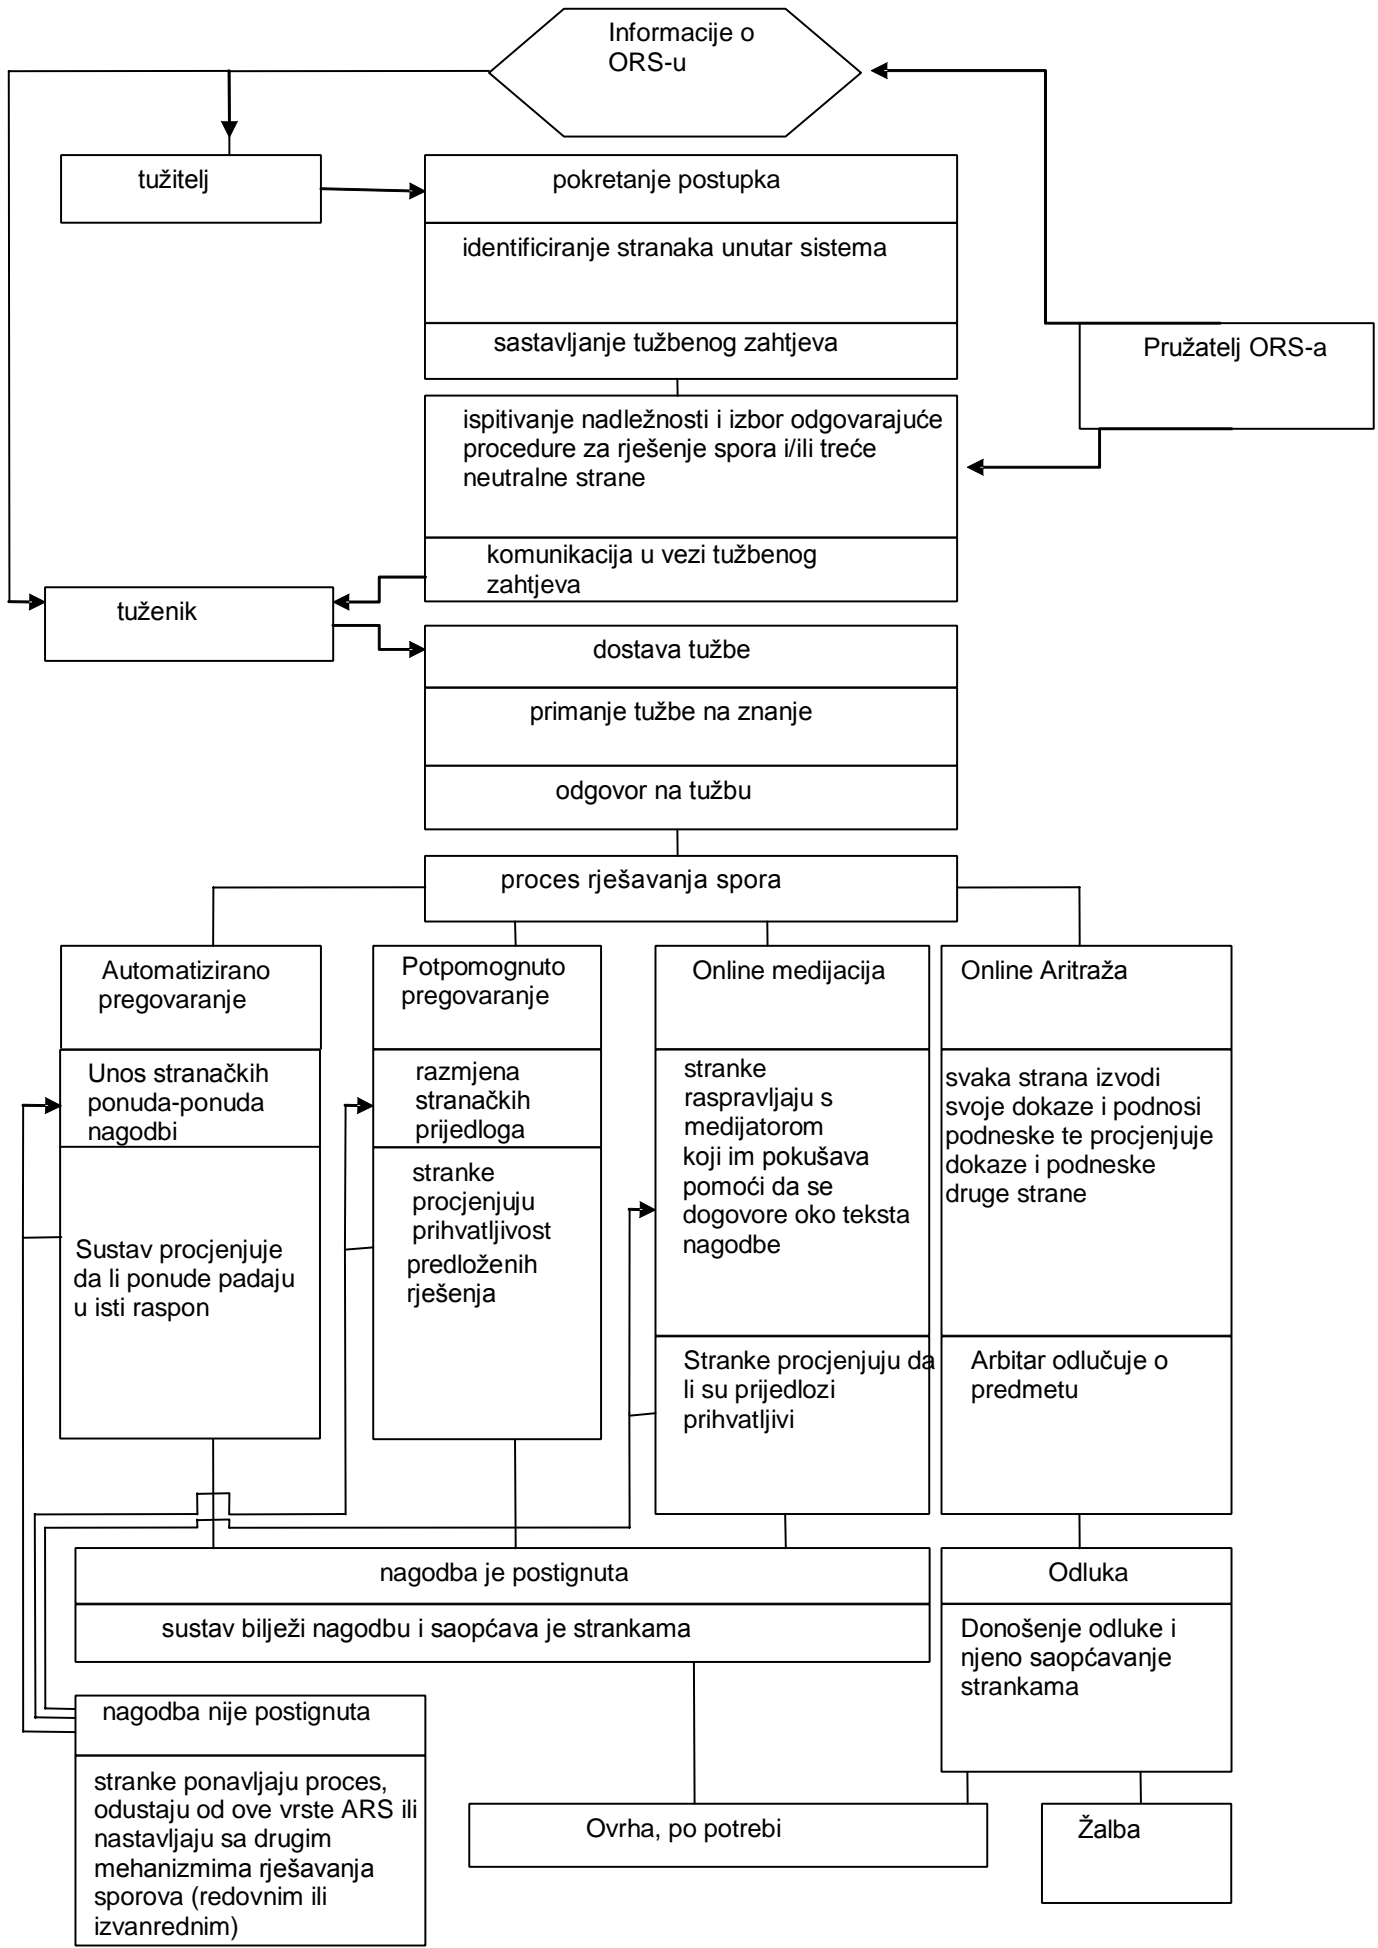 Informacije o
ORS-u
tužitelj
pokretanje postupka
identificiranje stranaka unutar sistema
sastavljanje tužbenog zahtjeva
Pružatelj ORS-a
ispitivanje nadležnosti i izbor odgovarajuće
procedure za rješenje spora i/ili treće
neutralne strane
komunikacija u vezi tužbenog
zahtjeva
tuženik
dostava tužbe
primanje tužbe na znanje
odgovor na tužbu
proces rješavanja spora
Automatizirano
pregovaranje
Unos stranačkih
ponuda-ponuda
nagodbi
Sustav procjenjuje
da li ponude padaju
u isti raspon
Potpomognuto
pregovaranje
razmjena
stranačkih
prijedloga
stranke
procjenjuju
prihvatljivost
predloženih
rješenja
Online medijacija
stranke
raspravljaju s
medijatorom
koji im pokušava
pomoći da se
dogovore oko teksta
nagodbe
Stranke procjenjuju da
li su prijedlozi
prihvatljivi
Online Aritraža
svaka strana izvodi
svoje dokaze i podnosi
podneske te procjenjuje
dokaze i podneske
druge strane
Arbitar odlučuje o
predmetu
nagodba je postignuta
sustav bilježi nagodbu i saopćava je strankama
Odluka
Donošenje odluke i
njeno saopćavanje
strankama
nagodba nije postignuta
stranke ponavljaju proces,
odustaju od ove vrste ARS ili
nastavljaju sa drugim
mehanizmima rješavanja
sporova (redovnim ili
izvanrednim)
Ovrha, po potrebi
Žalba